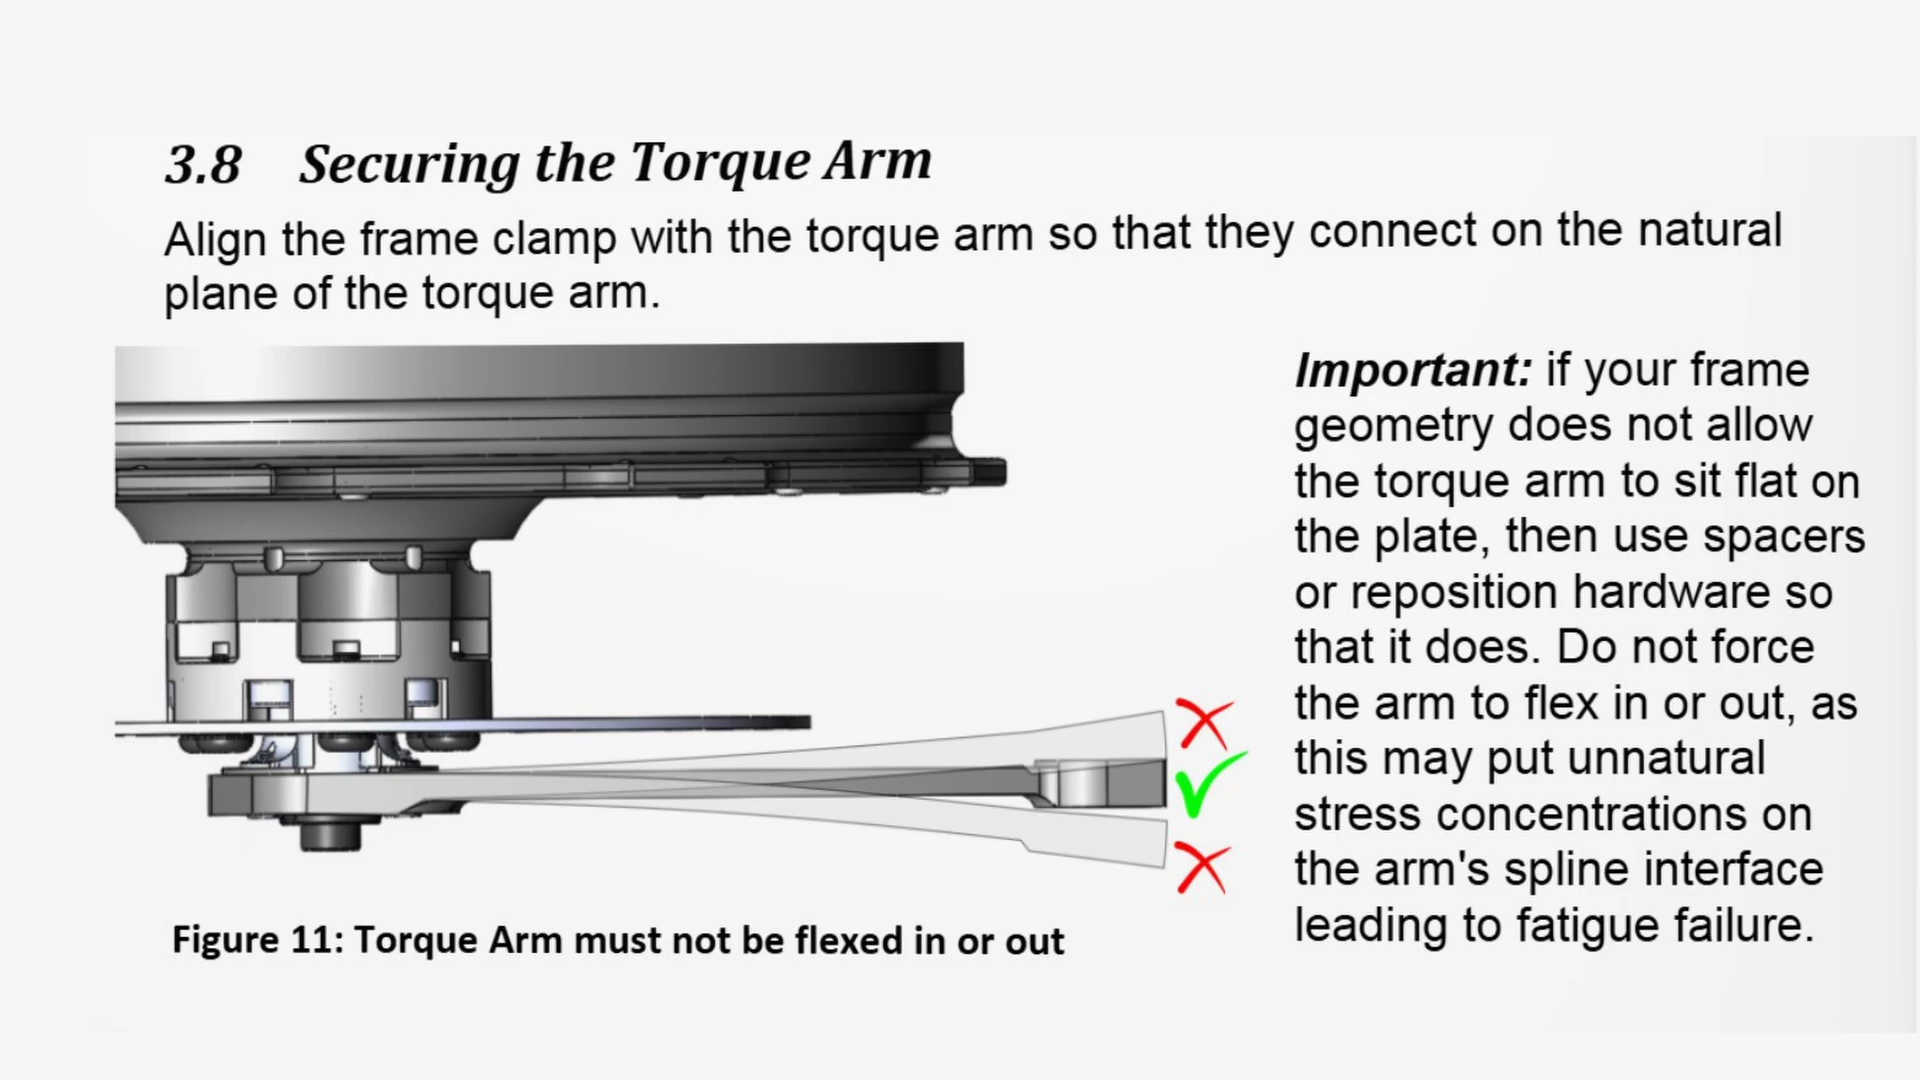 3.8 Securing the Torque Arm
Align the frame clamp with the torque arm so that they connect on the natural
plane of the torque arm.
Important: if your frame
geometry does not allow
the torque arm to sit flat on
the plate, then use spacers
or reposition hardware so
that it does. Do not force
the arm to flex in or out, as
this may put unnatural
stress concentrations on
the arm's spline interface
leading to fatigue failure.
Figure 11: Torque Arm must not be flexed in or out